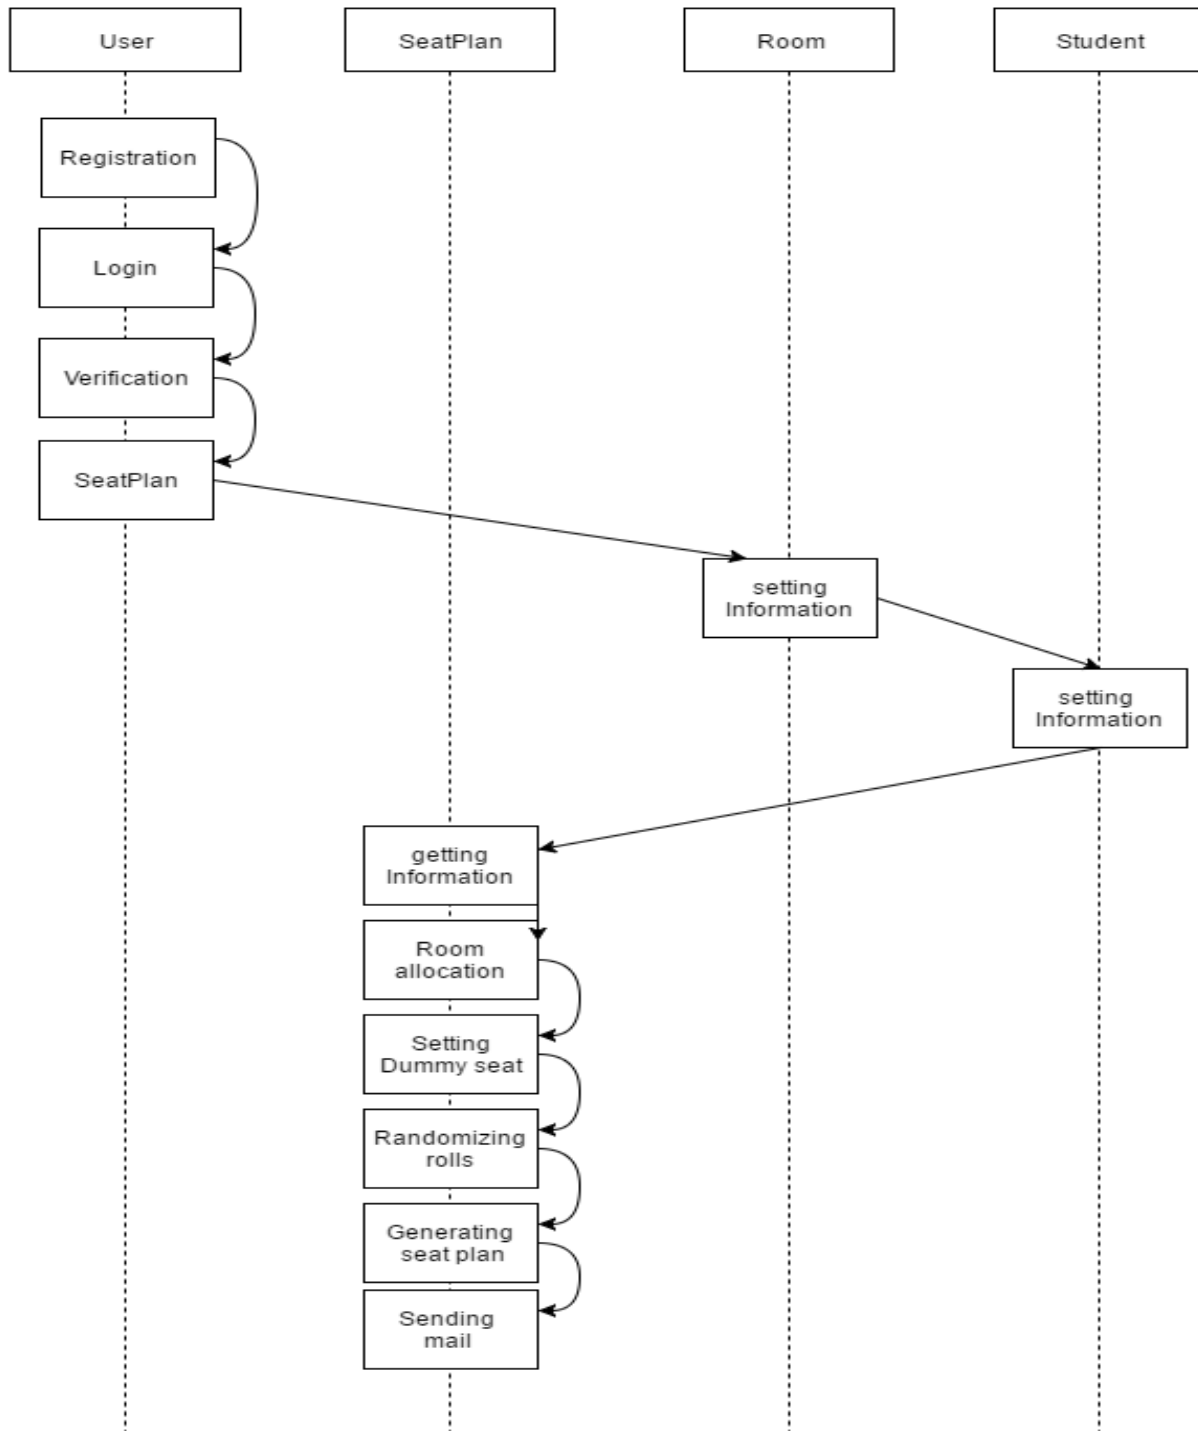 User
SeatPlan
Room
Student
Registration
Login
Verification
SeatPlan
setting
Information
setting
Information
getting
Information
Room
allocation
Setting
Dummy seat
Randomizing
rolls
Generating
seat plan
Sending
mail